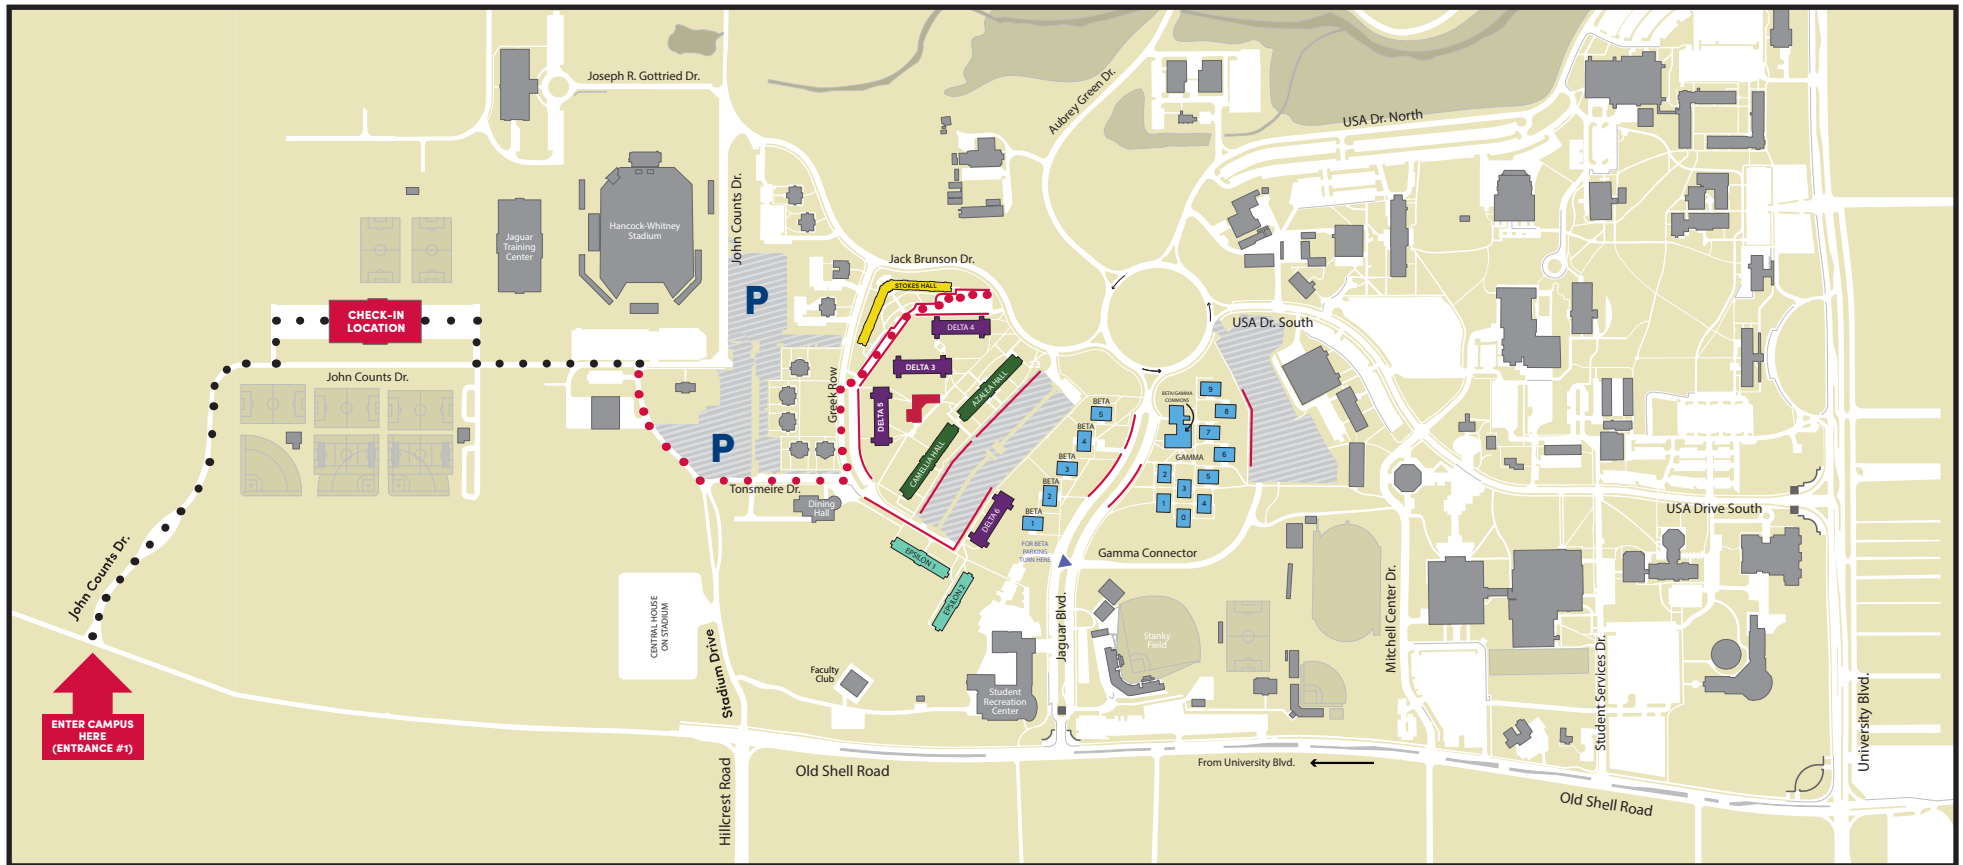 Joseph R. Gottried Dr.
Aubrey Green Dr.
USA Dr. North
John Counts Dr.
Hancock-Whitney
Stadium
Jaguar
Training
Center
Jack Brunson Dr.
STOKES HALL
P
CHECK-IN
LOCATION
USA Dr. South
DELTA 4
DELTA 3
John Counts Dr.
Greek Row
DELTA 5
AZALEA HALL
CAMELLIA HALL
BETA/GAMMA
COMMONS
9
8
7
6
GAMMA
5
4
3
2
1
0
BETA
5
BETA
4
BETA
3
BETA
2
BETA
1
P
Tonsmeire Dr.
Dining
Hall
DELTA 6
EPSILON 1
EPSILON 2
FOR BETA
PARKING
TURN HERE
Gamma Connector
USA Drive South
John Counts Dr.
CENTRAL HOUSE
ON STADIUM
Stadium Drive
Jaguar Blvd.
Stanky
Field
Mitchell Center Dr.
Student Services Dr.
University Blvd.
Faculty
Club
Student
Recreation
Center
ENTER CAMPUS
HERE
(ENTRANCE #1)
Hillcrest Road
Old Shell Road
From University Blvd.
Old Shell Road